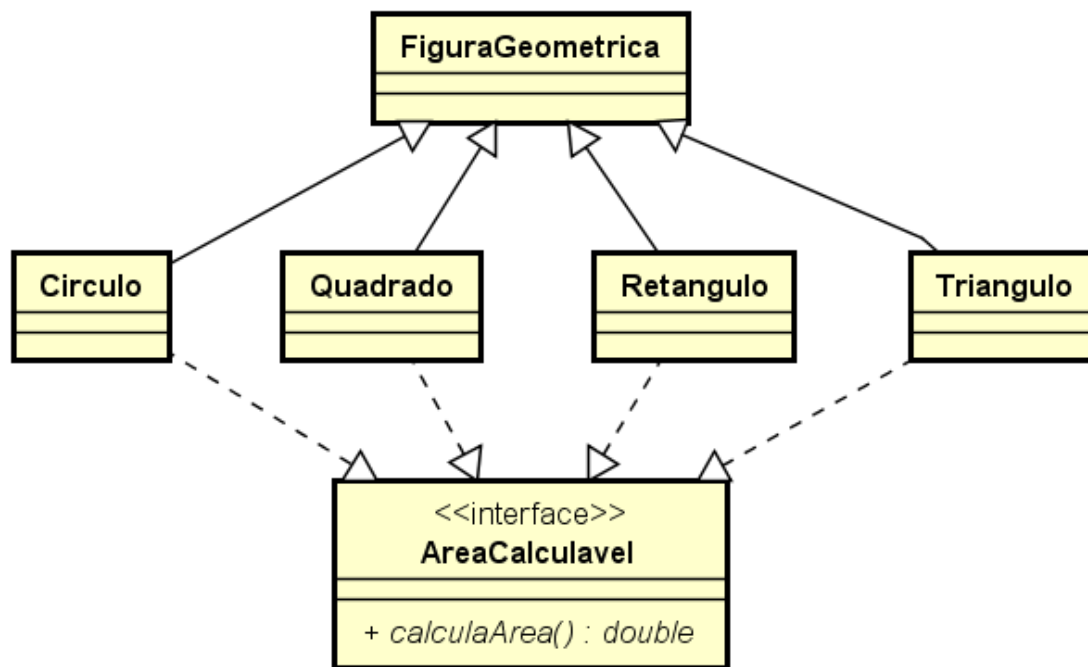 FiguraGeometrica
Circulo
Quadrado
Retangulo
Triangulo
<<interface>>
AreaCalculavel
+ calculaArea() : double